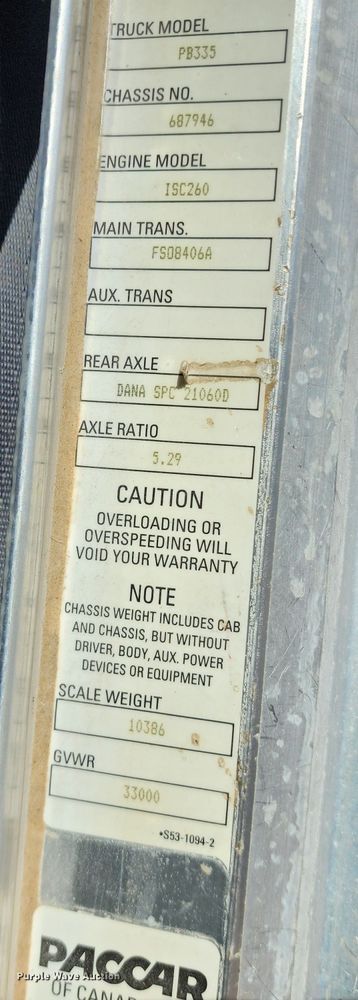 TRUCK MODEL
PB335
CHASSIS NO.
687946
ENGINE MODEL
ISC260
MAIN TRANS.
FSO8406A
AUX. TRANS
REAR AXLE
DANA SPC 21060D
AXLE RATIO
5.29
CAUTION
OVERLOADING OR
OVERSPEEDING WILL
VOID YOUR WARRANTY
NOTE
CHASSIS WEIGHT INCLUDES CAB
AND CHASSIS, BUT WITHOUT
DRIVER, BODY, AUX. POWER
DEVICES OR EQUIPMENT
SCALE WEIGHT
10386
GVWR
33000
•S53-1094-2
PACCAR
Purple Wave Auction
OF